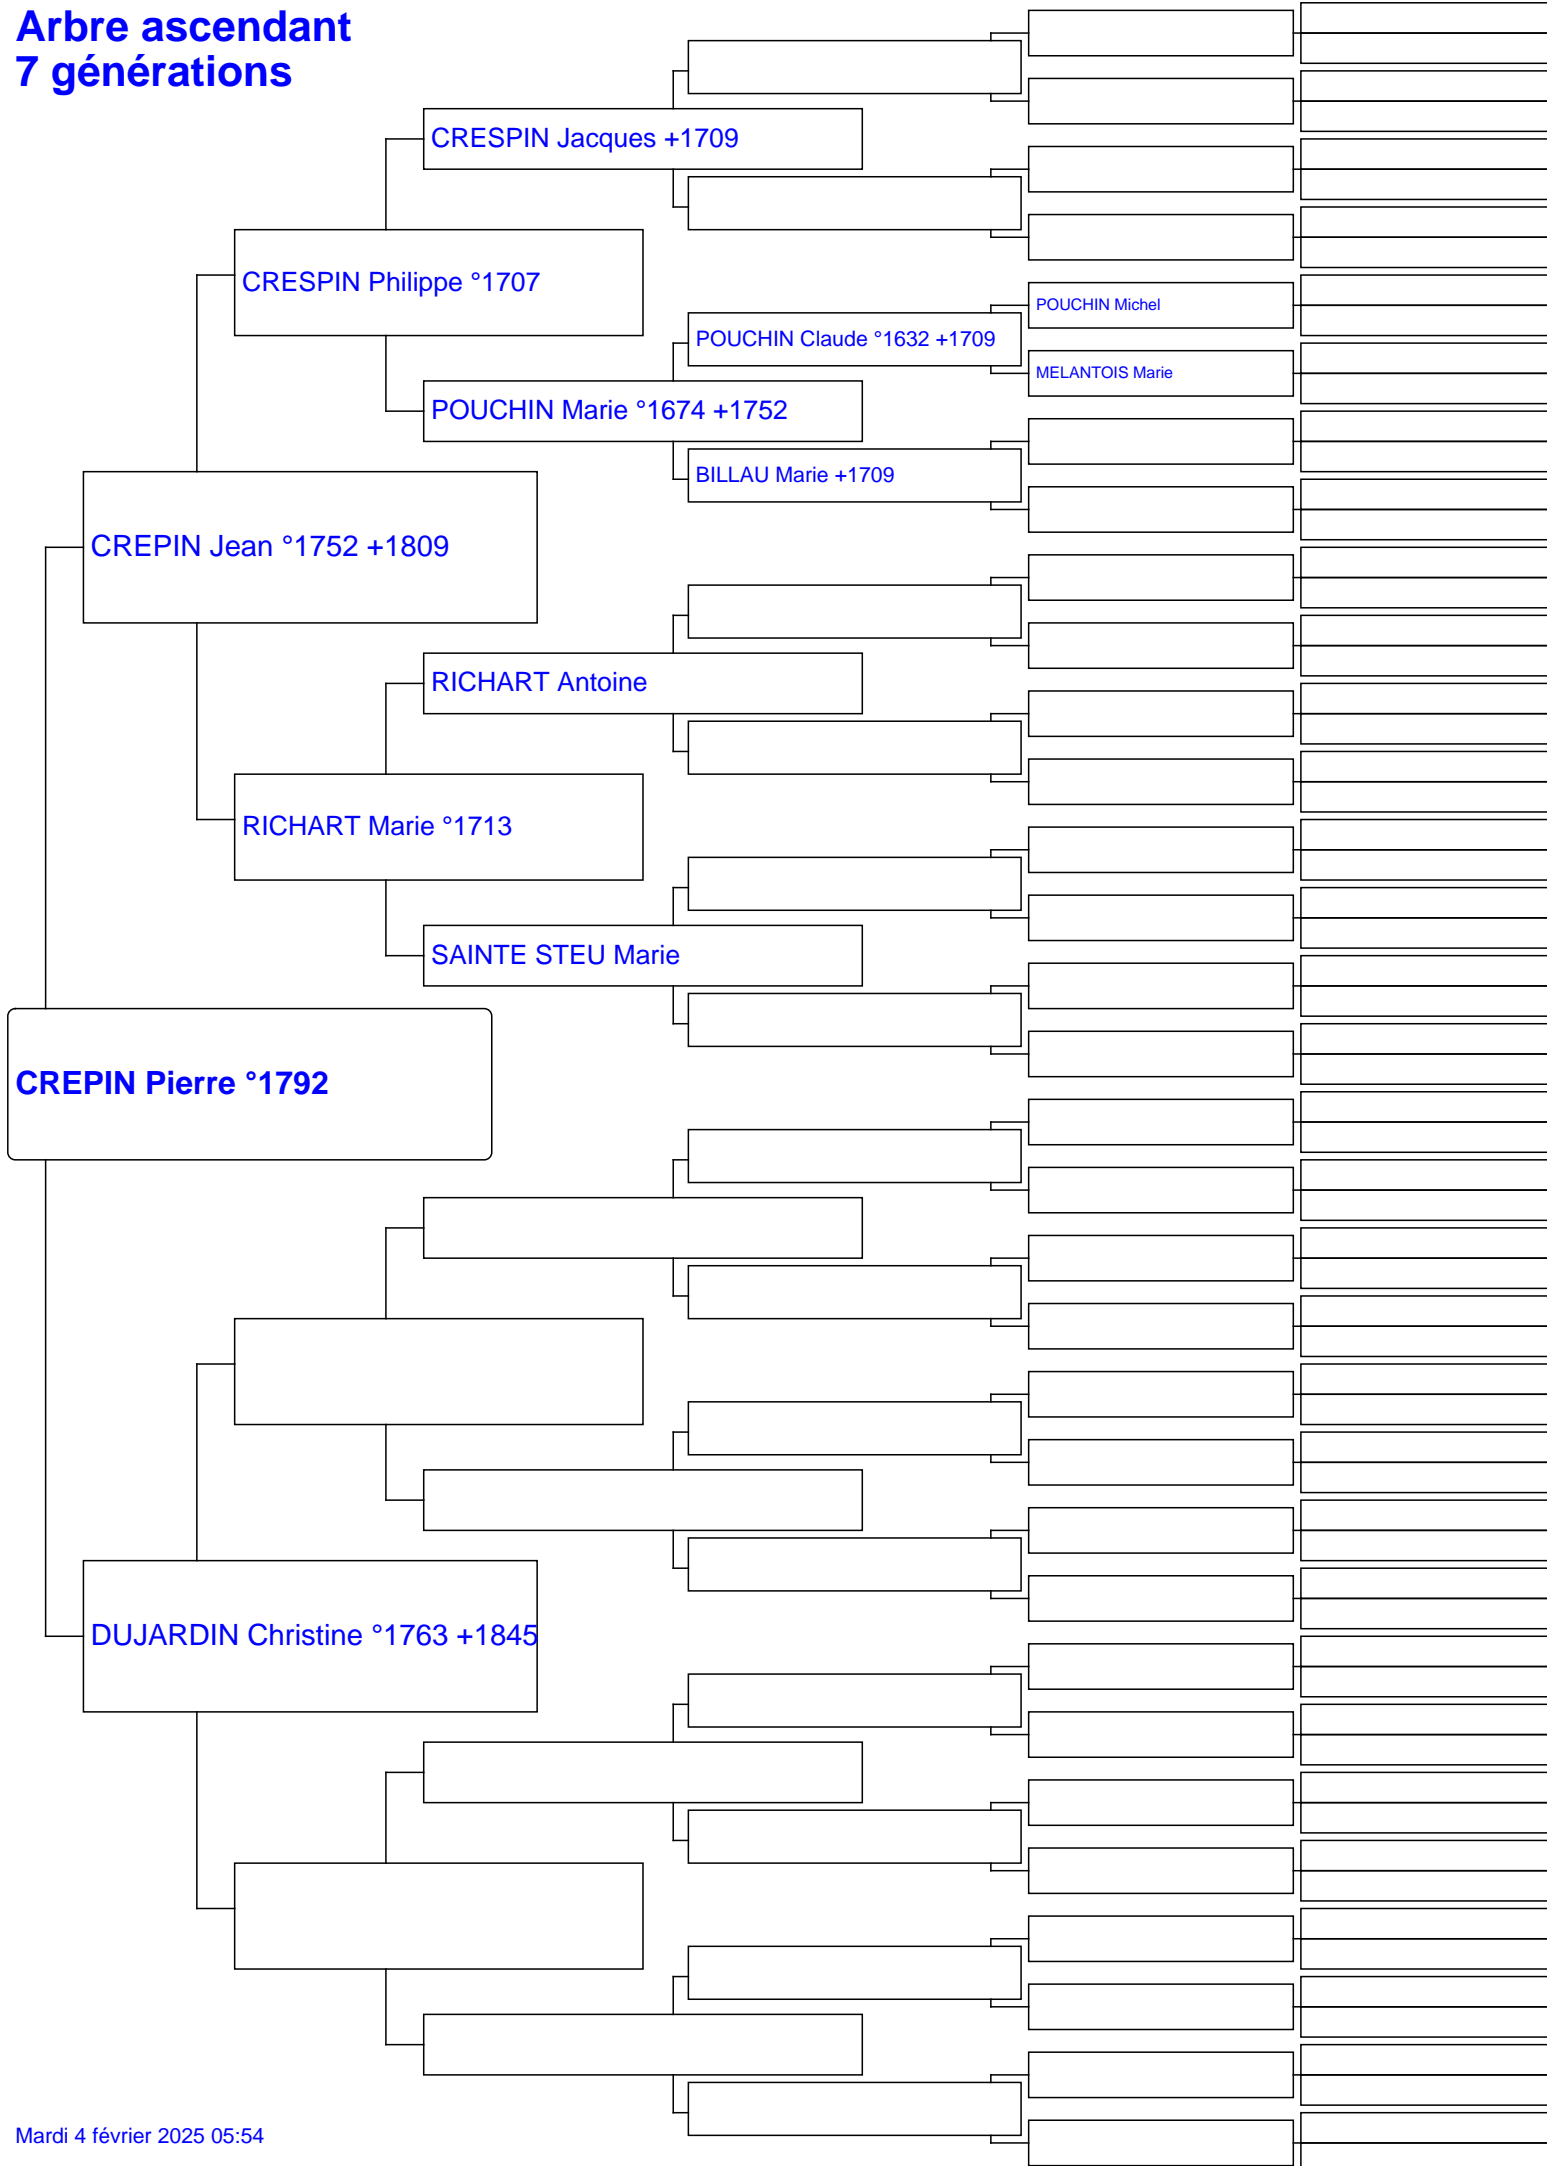 Arbre ascendant
7 générations
CRESPIN Jacques +1709
CRESPIN Philippe °1707
POUCHIN Michel
POUCHIN Claude °1632 +1709
MELANTOIS Marie
POUCHIN Marie °1674 +1752
BILLAU Marie +1709
CREPIN Jean °1752 +1809
RICHART Antoine
RICHART Marie °1713
SAINTE STEU Marie
CREPIN Pierre °1792
DUJARDIN Christine °1763 +1845
Mardi 4 février 2025 05:54